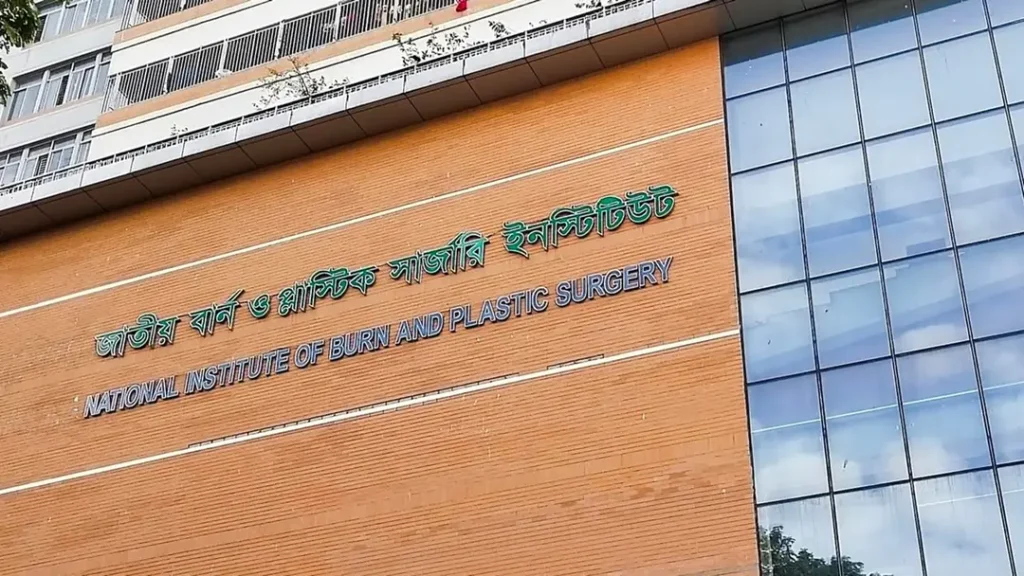 জাতীয় বার্ন ও প্লাস্টিক সার্জারি ইনস্টিটিউট
NATIONAL INSTITUTE OF BURN AND PLASTIC SURGERY